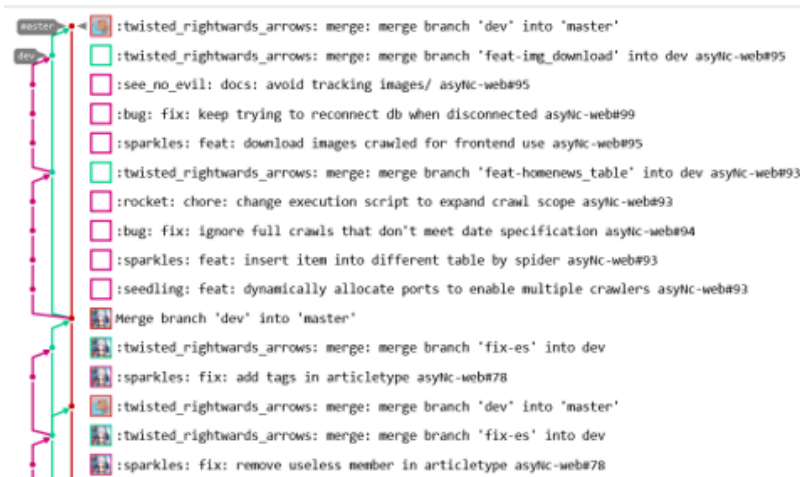 master :twisted_rightwards_arrows: merge: merge branch 'dev' into 'master'
dev :twisted_rightwards_arrows: merge: merge branch 'feat-img_download' into dev asyNc-web#95
:see_no_evil: docs: avoid tracking images/ asyNc-web#95
:bug: fix: keep trying to reconnect db when disconnected asyNc-web#99
:sparkles: feat: download images crawled for frontend use asyNc-web#95
:twisted_rightwards_arrows: merge: merge branch 'feat-homenews_table' into dev asyNc-web#93
:rocket: chore: change execution script to expand crawl scope asyNc-web#93
:bug: fix: ignore full crawls that don't meet date specification asyNc-web#94
:sparkles: feat: insert item into different table by spider asyNc-web#93
:seedling: feat: dynamically allocate ports to enable multiple crawlers asyNc-web#93
Merge branch 'dev' into 'master'
:twisted_rightwards_arrows: merge: merge branch 'fix-es' into dev
:sparkles: fix: add tags in articletype asyNc-web#78
:twisted_rightwards_arrows: merge: merge branch 'dev' into 'master'
:twisted_rightwards_arrows: merge: merge branch 'fix-es' into dev
:sparkles: fix: remove useless member in articletype asyNc-web#78